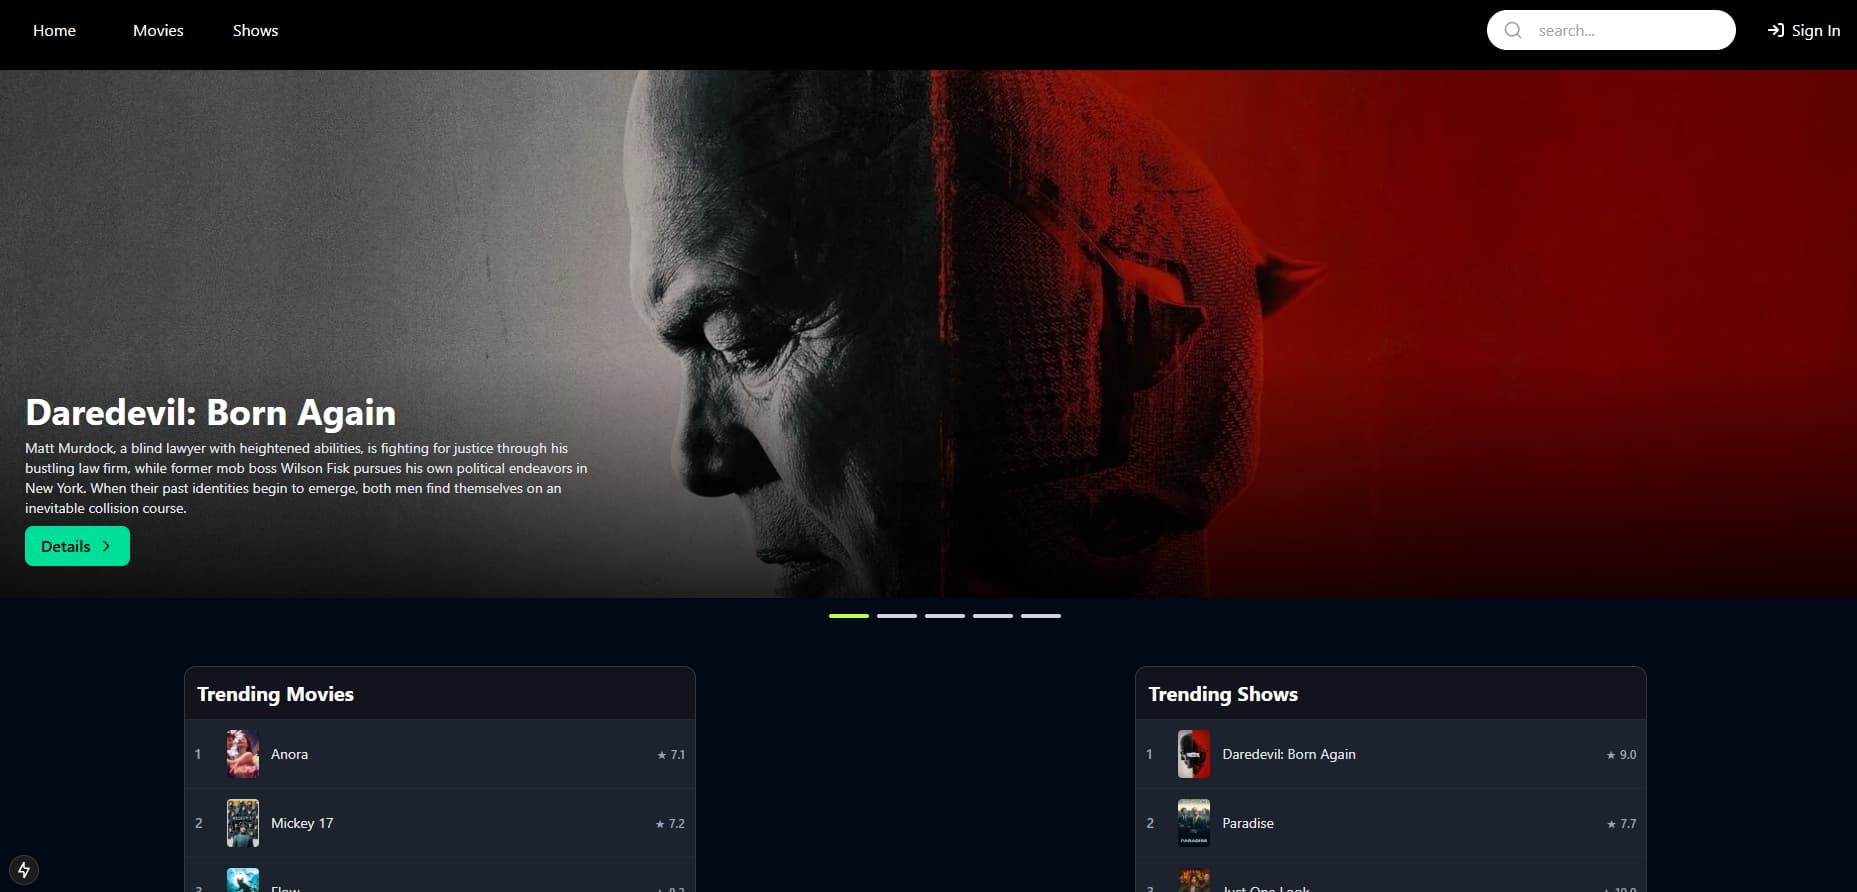 Home Movies Shows search... Sign In
Daredevil: Born Again
Matt Murdock, a blind lawyer with heightened abilities, is fighting for justice through his
bustling law firm, while former mob boss Wilson Fisk pursues his own political endeavors in
New York. When their past identities begin to emerge, both men find themselves on an
inevitable collision course.
Details
Trending Movies
1 Anora ★ 7.1
2 Mickey 17 ★ 7.2
3 Flow ★ 8.3
Trending Shows
1 Daredevil: Born Again ★ 9.0
2 Paradise ★ 7.7
3 Just One Look ★ 10.0